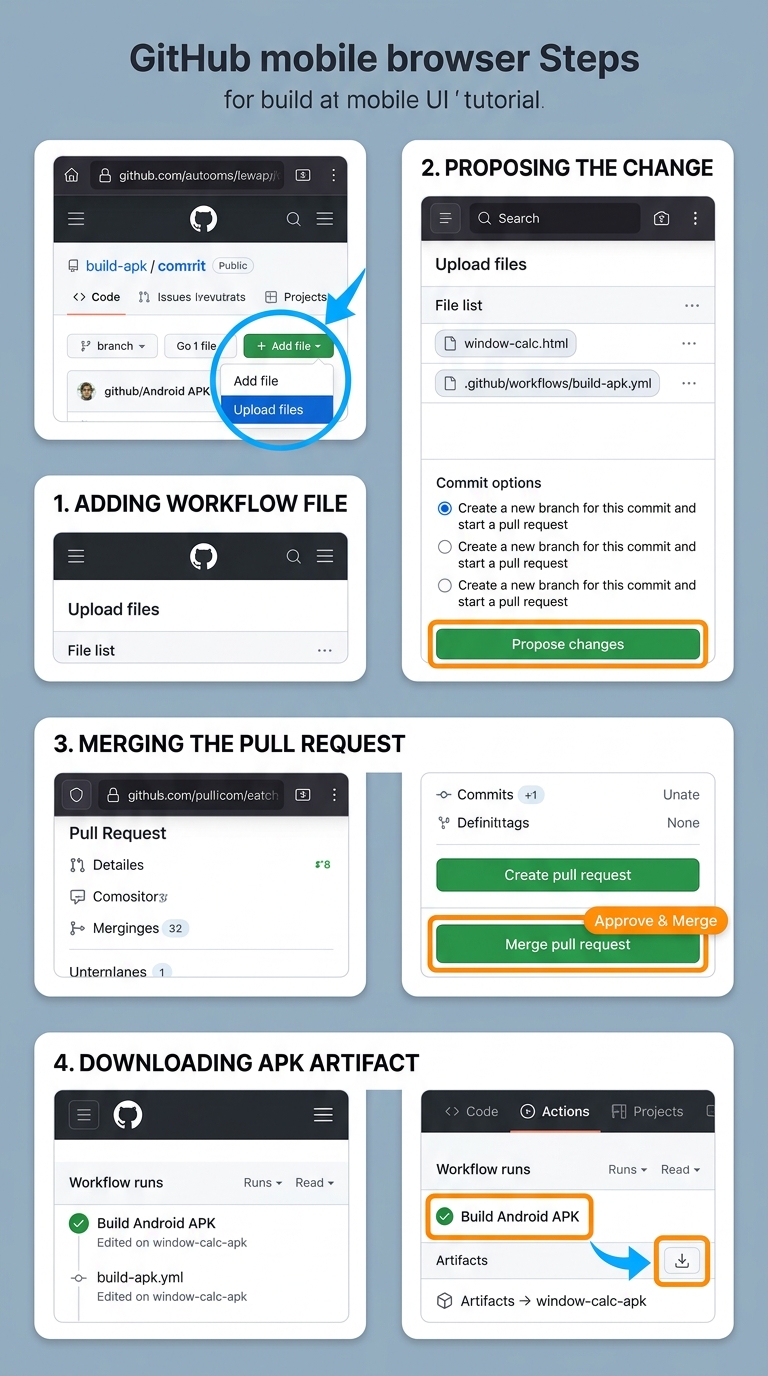 GitHub mobile browser Steps
for build at mobile UI 'tutorial.
github.com/autooms/lewap
build-apk / comrrit Public
Code
Issues
Projects
branch
Go 1 file
+ Add file
github/Android APK
Add file
Upload files
1. ADDING WORKFLOW FILE
Upload files
File list
2. PROPOSING THE CHANGE
Search
Upload files
File list
window-calc.html
.github/workflows/build-apk.yml
Commit options
Create a new branch for this commit and
start a pull request
Create a new branch for this commit and
start a pull request
Create a new branch for this commit and
start a pull request
Propose changes
3. MERGING THE PULL REQUEST
github.com/pullicom/eatch
Pull Request
Detailes
Merginges 32
Unternlanes 1
Commits +1 Unate
None
Create pull request
Approve & Merge
Merge pull request
4. DOWNLOADING APK ARTIFACT
Workflow runs Runs Read
Build Android APK
Edited on window-calc-apk
build-apk.yml
Edited on window-calc-apk
Code Actions Projects
Workflow runs Runs Read
Build Android APK
Artifacts
Artifacts → window-calc-apk